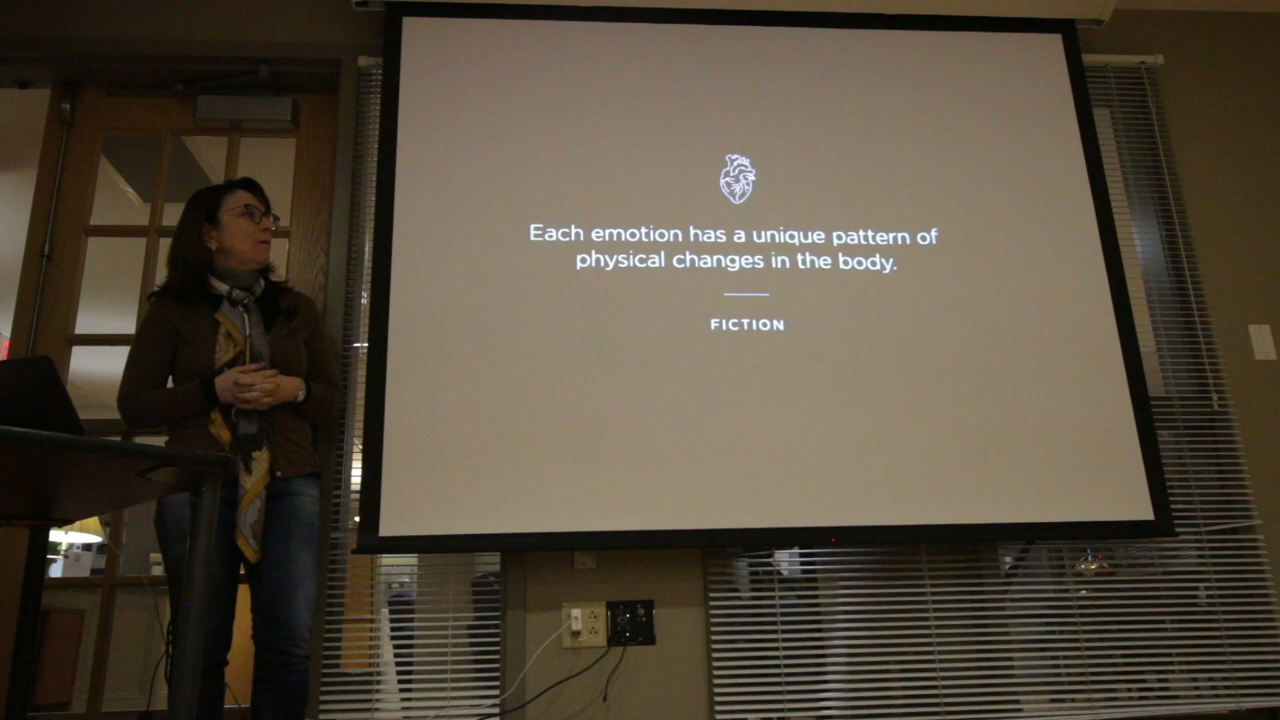 Each emotion has a unique pattern of
physical changes in the body.
FICTION